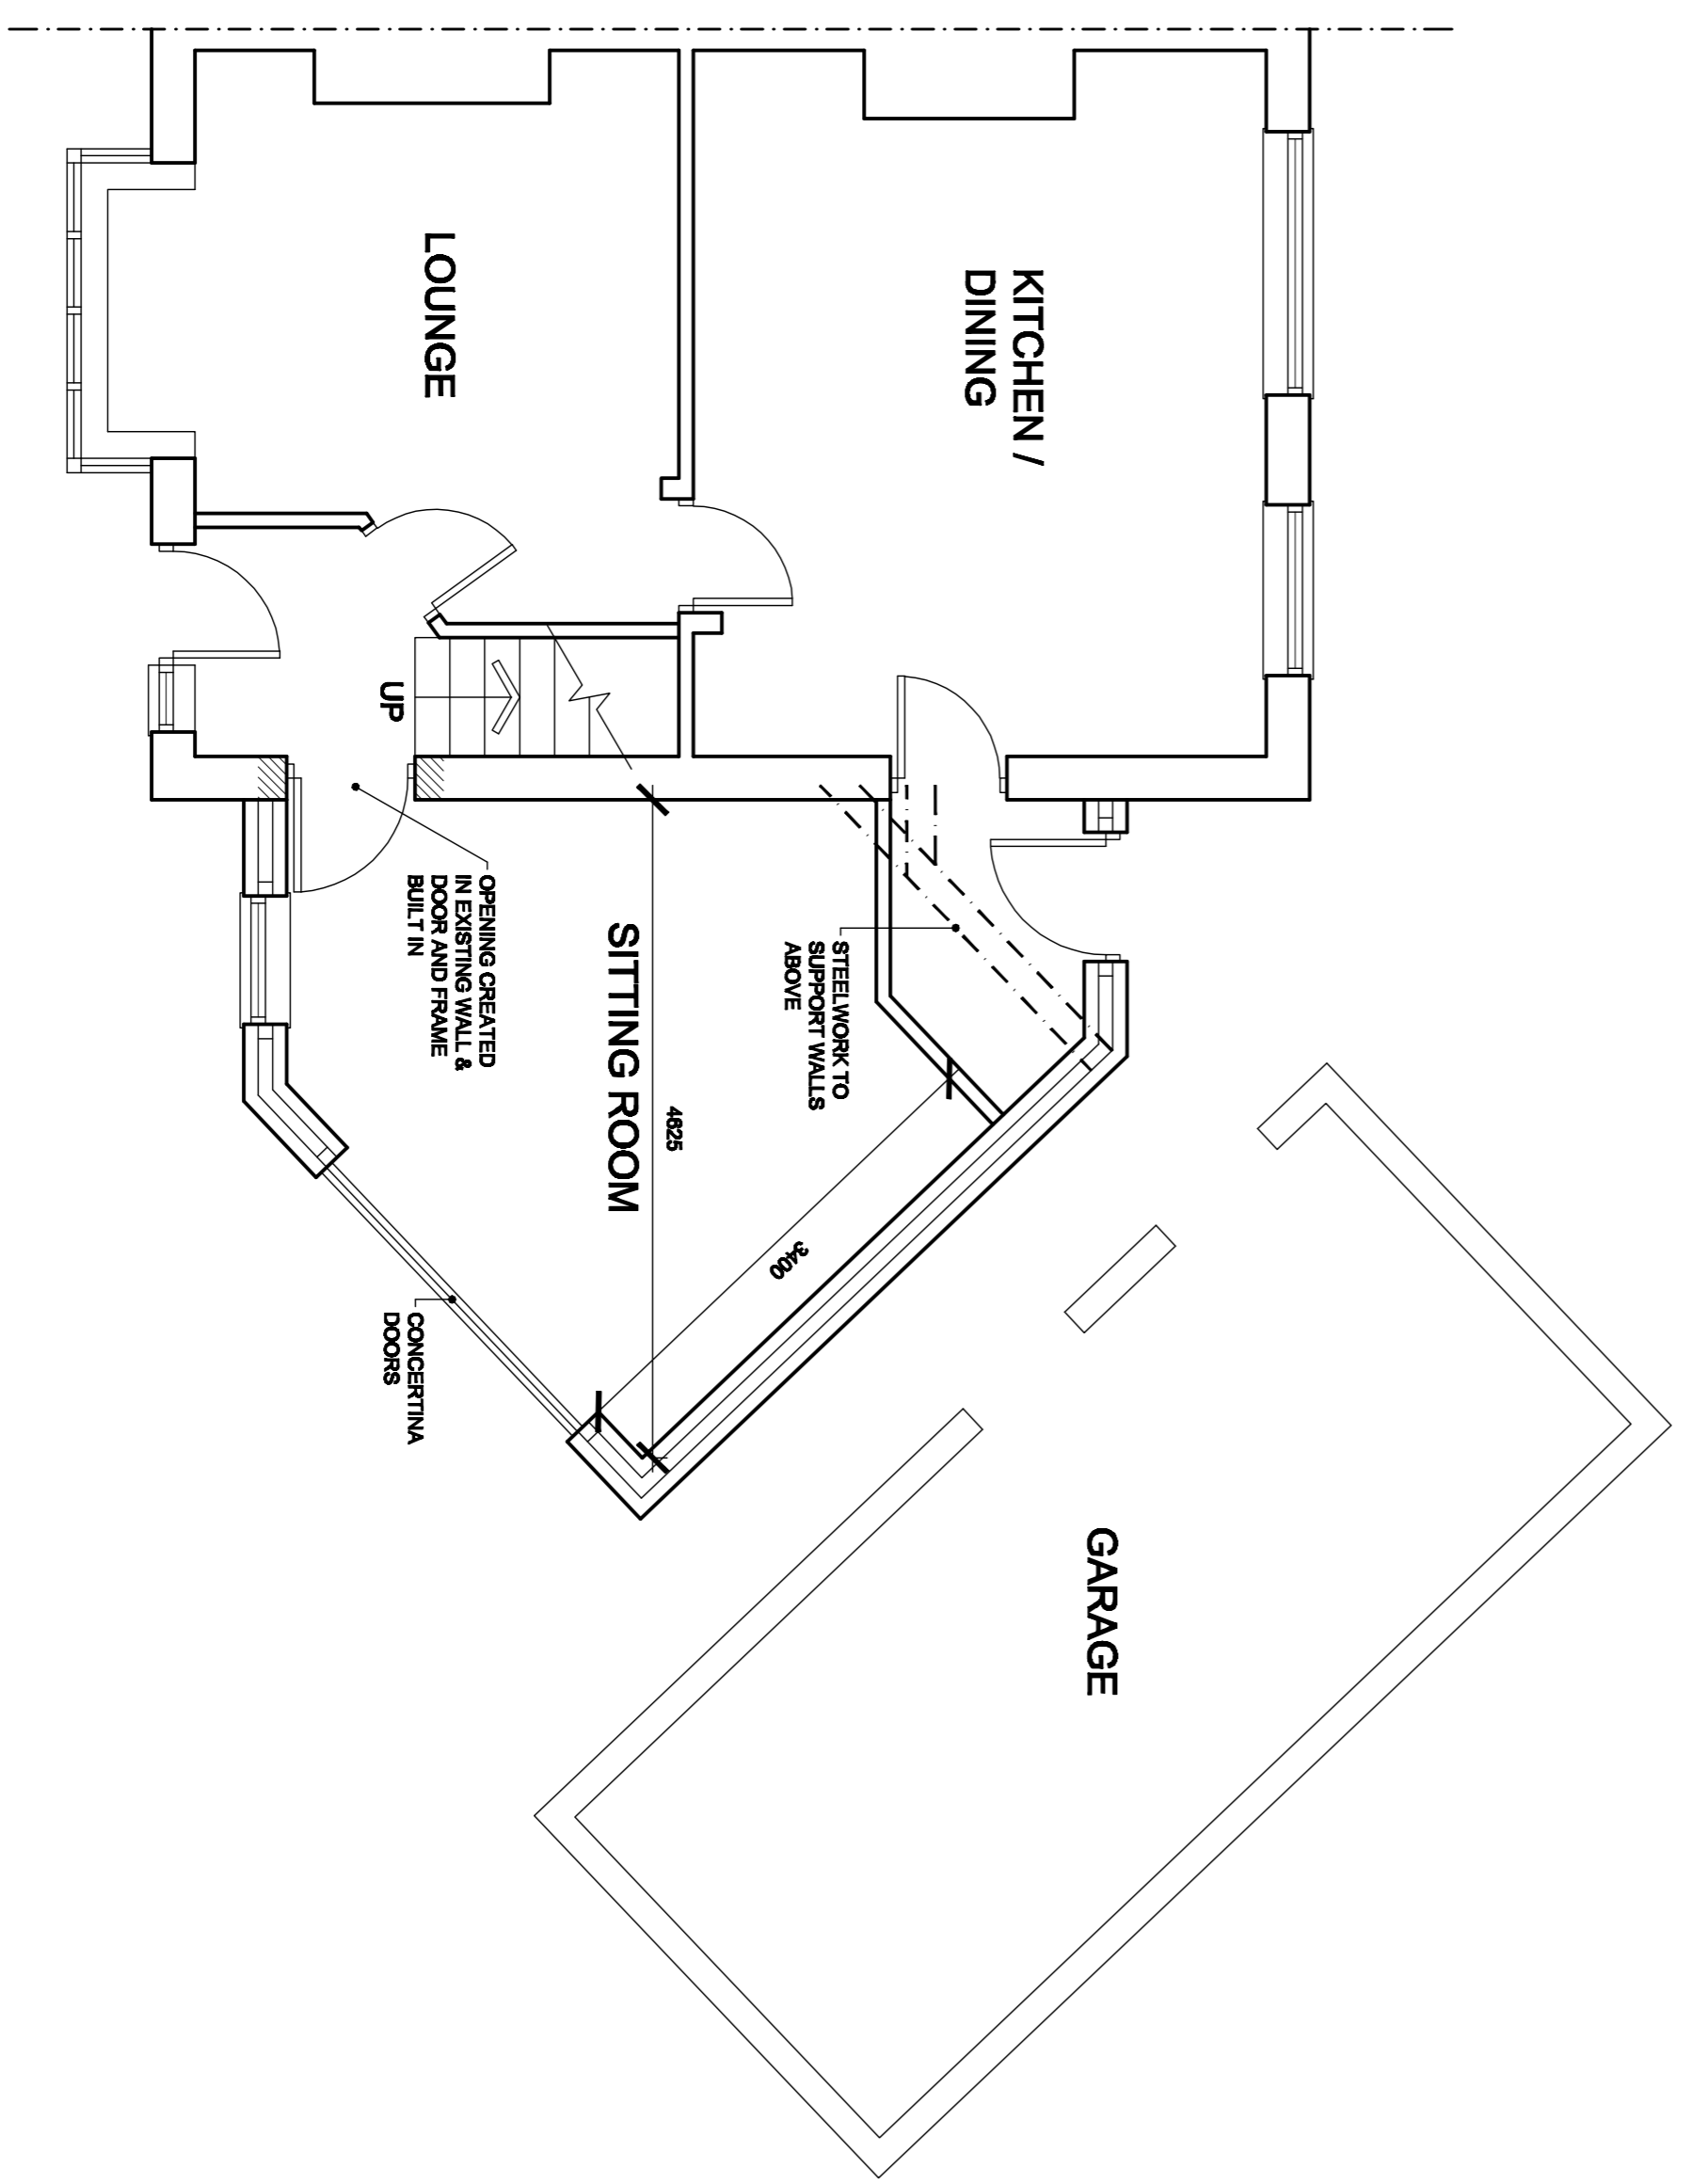 KITCHEN /
DINING
LOUNGE
UP
OPENING CREATED
IN EXISTING WALL &
DOOR AND FRAME
BUILT IN
STEELWORK TO
SUPPORT WALLS
ABOVE
SITTING ROOM
4625
3400
CONCERTINA
DOORS
GARAGE